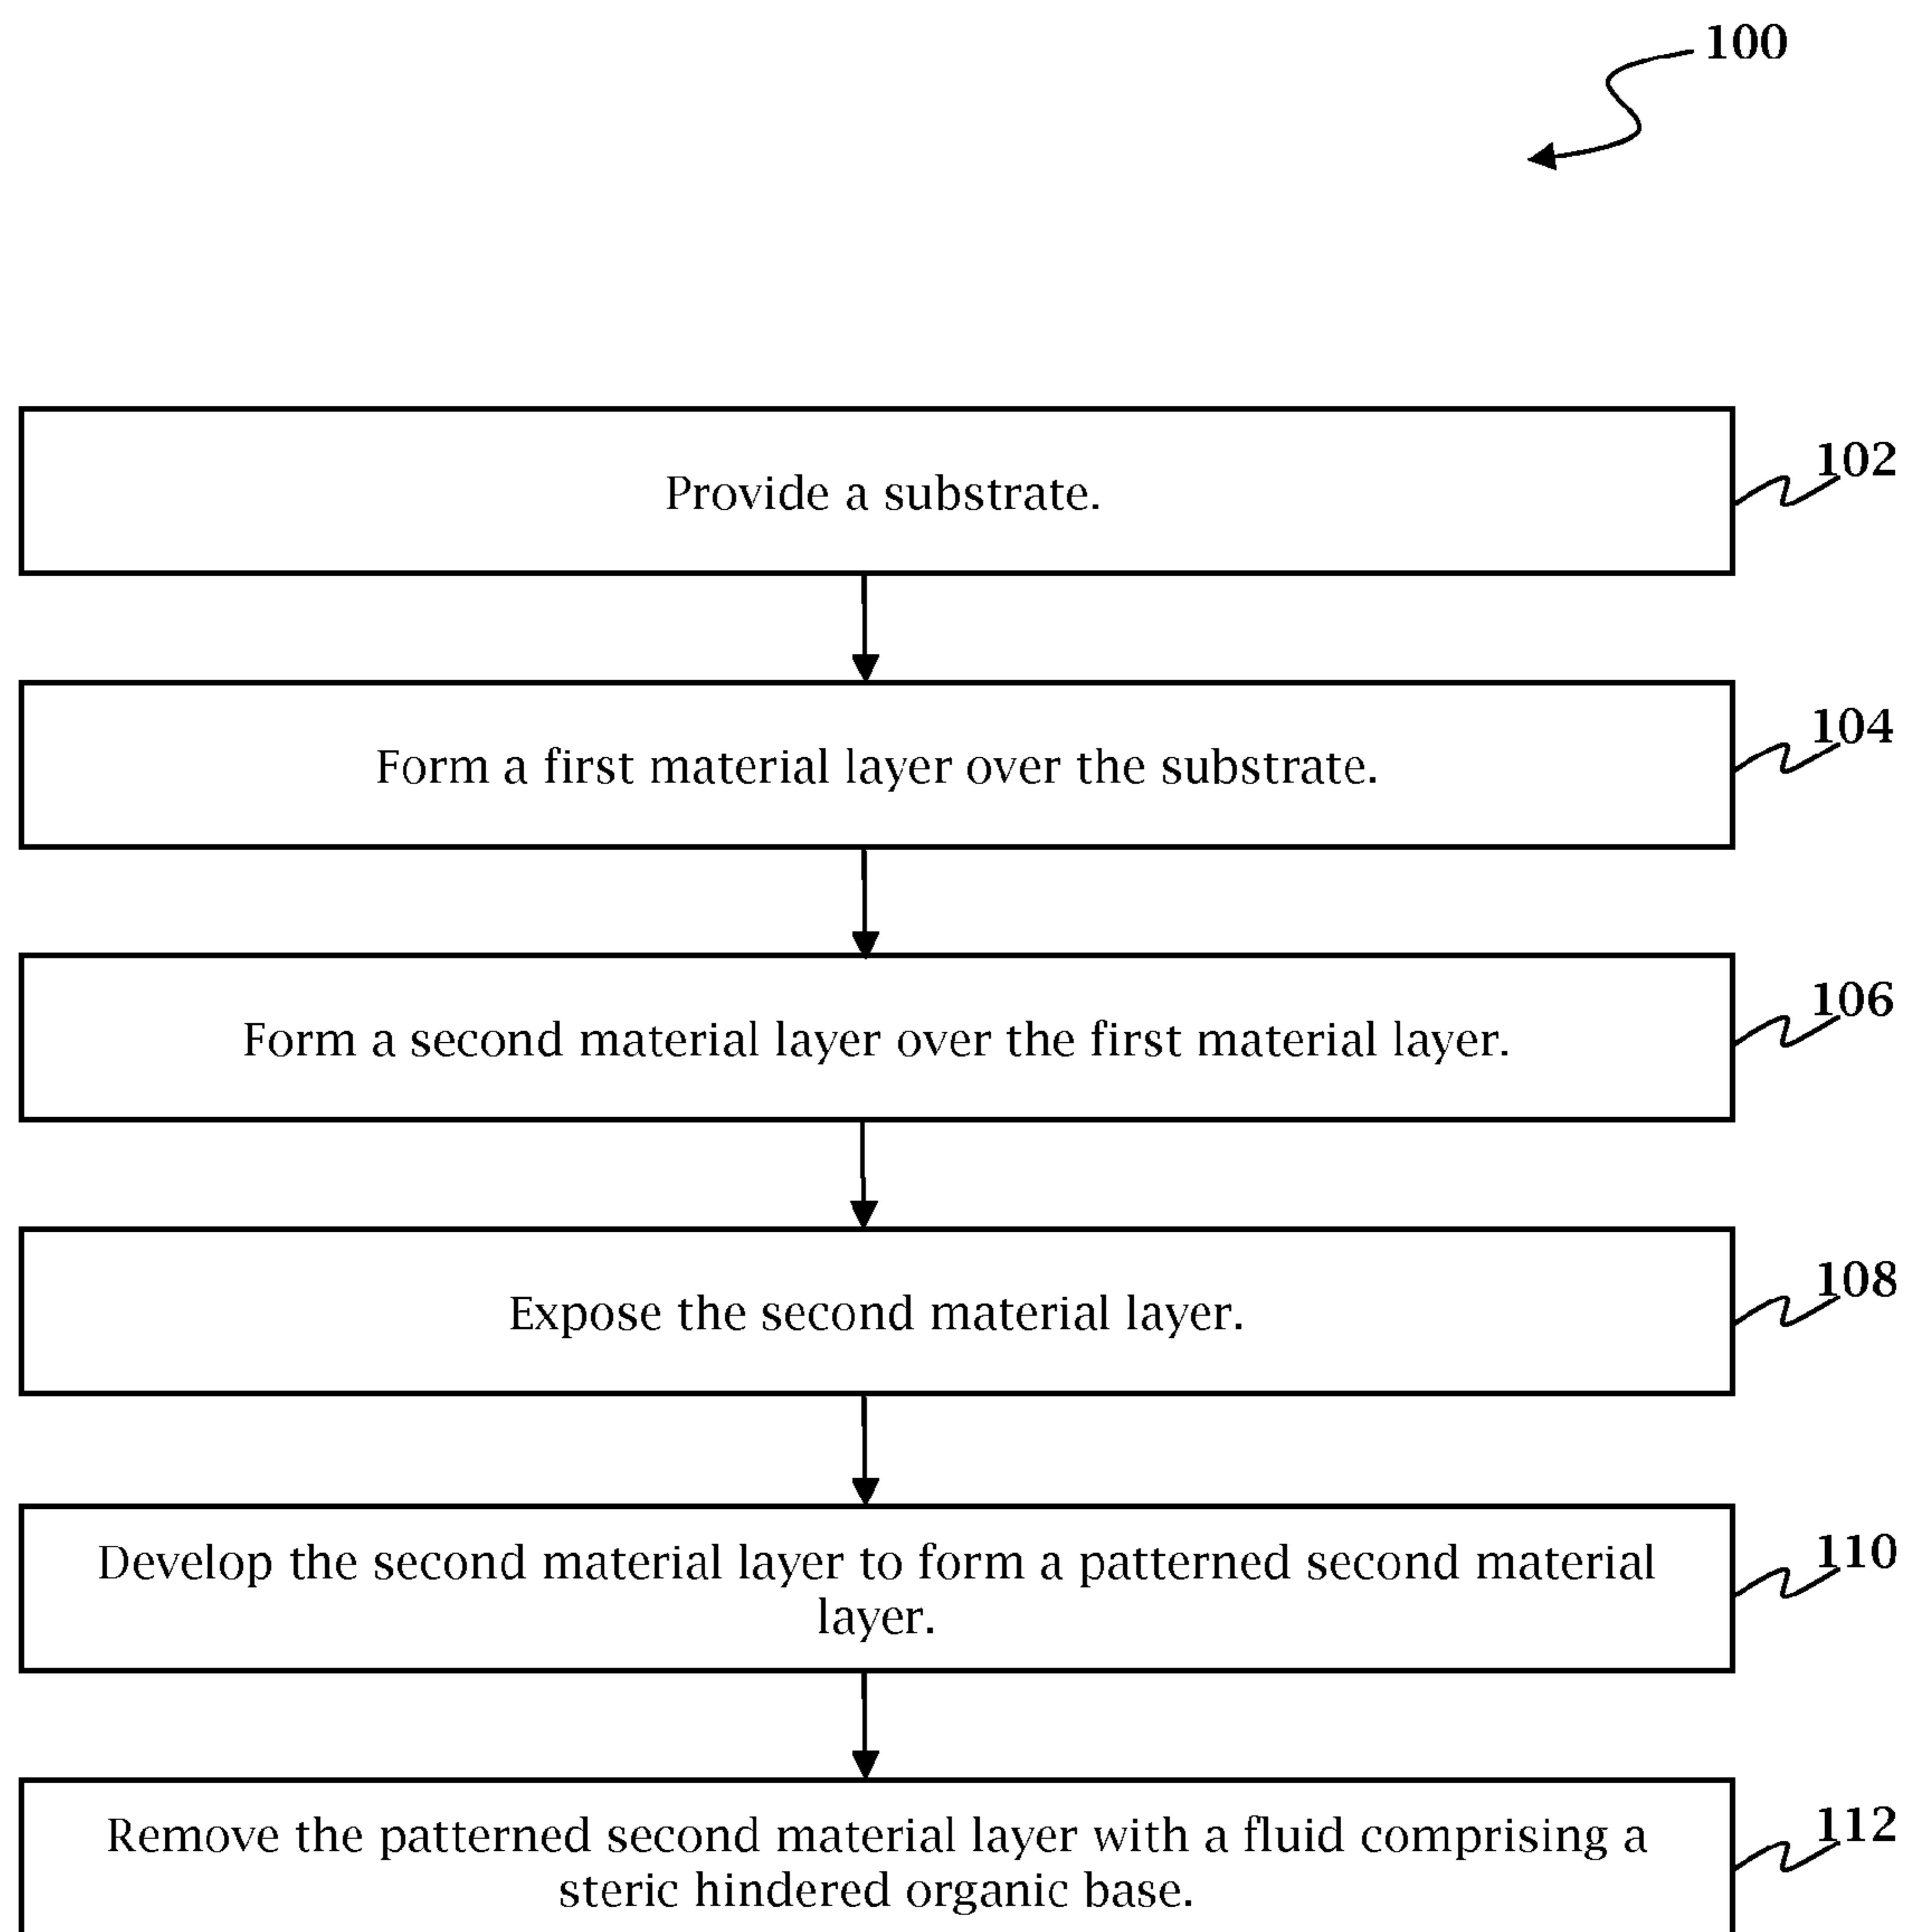 100
Provide a substrate.
102
Form a first material layer over the substrate.
104
Form a second material layer over the first material layer.
106
Expose the second material layer.
108
Develop the second material layer to form a patterned second material
layer.
110
Remove the patterned second material layer with a fluid comprising a
steric hindered organic base.
112